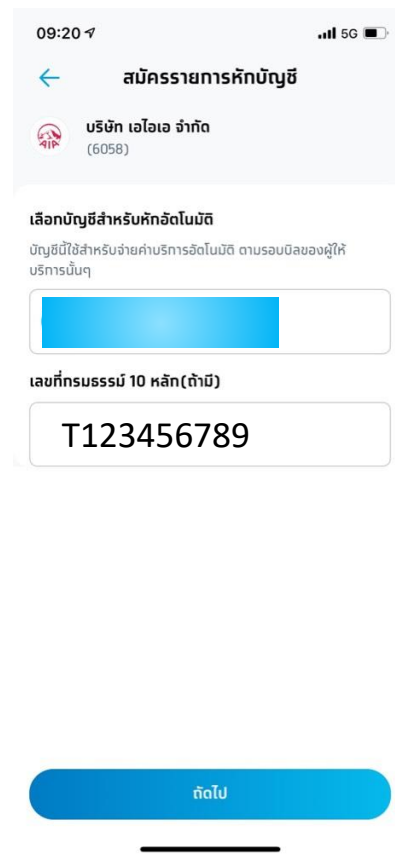 09:20
5G
สมัครรายการหักบัญชี
AIA
บริษัท เอไอเอ จำกัด
(6058)
เลือกบัญชีสำหรับหักอัตโนมัติ
บัญชีนี้ใช้สำหรับจ่ายค่าบริการอัตโนมัติ ตามรอบบิลของผู้ให้
บริการนั้นๆ
เลขที่กรมธรรม์ 10 หลัก(ถ้ามี)
T123456789
ถัดไป